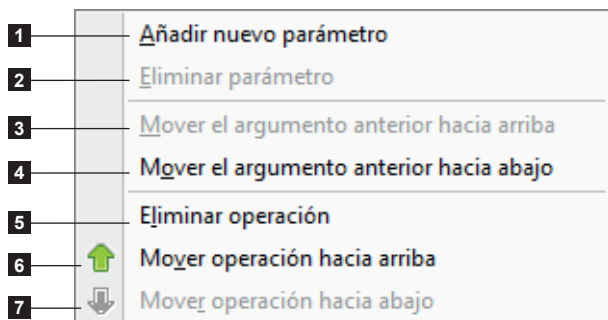 1 Añadir nuevo parámetro
2 Eliminar parámetro
3 Mover el argumento anterior hacia arriba
4 Mover el argumento anterior hacia abajo
5 Eliminar operación
6 Mover operación hacia arriba
7 Mover operación hacia abajo